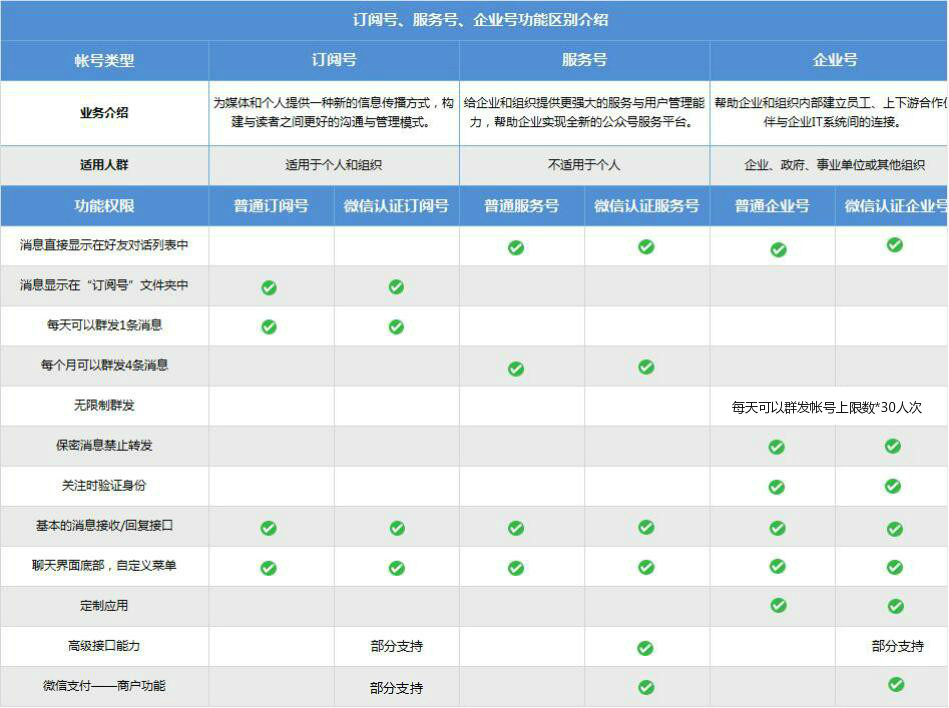 订阅号、服务号、企业号功能区别介绍
帐号类型 订阅号 服务号 企业号
业务介绍
为媒体和个人提供一种新的信息传播方式，构
建与读者之间更好的沟通与管理模式。
给企业和组织提供更强大的服务与用户管理能
力，帮助企业实现全新的公众号服务平台。
帮助企业和组织内部建立员工、上下游合作伙
伴与企业IT系统间的连接。
适用人群 适用于个人和组织 不适用于个人 企业、政府、事业单位或其他组织
功能权限 普通订阅号 微信认证订阅号 普通服务号 微信认证服务号 普通企业号 微信认证企业号
消息直接显示在好友对话列表中
消息显示在“订阅号”文件夹中
每天可以群发1条消息
每个月可以群发4条消息
无限制群发 每天可以群发帐号上限数*30人次
保密消息禁止转发
关注时验证身份
基本的消息接收/回复接口
聊天界面底部，自定义菜单
定制应用
高级接口能力 部分支持 部分支持
微信支付——商户功能 部分支持